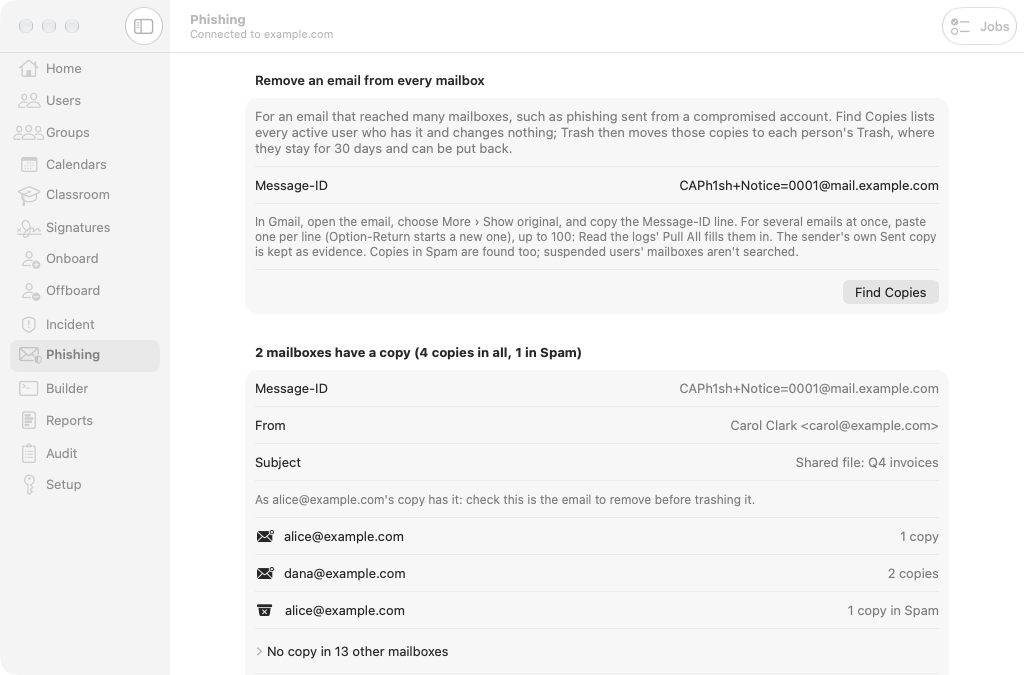 Phishing
Connected to example.com
Jobs
Home
Users
Groups
Calendars
Classroom
Signatures
Onboard
Offboard
Incident
Phishing
Builder
Reports
Audit
Setup
Remove an email from every mailbox
For an email that reached many mailboxes, such as phishing sent from a compromised account. Find Copies lists
every active user who has it and changes nothing; Trash then moves those copies to each person's Trash, where
they stay for 30 days and can be put back.
Message-ID CAPh1sh+Notice=0001@mail.example.com
In Gmail, open the email, choose More › Show original, and copy the Message-ID line. For several emails at once, paste
one per line (Option-Return starts a new one), up to 100: Read the logs' Pull All fills them in. The sender's own Sent copy
is kept as evidence. Copies in Spam are found too; suspended users' mailboxes aren't searched.
Find Copies
2 mailboxes have a copy (4 copies in all, 1 in Spam)
Message-ID CAPh1sh+Notice=0001@mail.example.com
From Carol Clark <carol@example.com>
Subject Shared file: Q4 invoices
As alice@example.com's copy has it: check this is the email to remove before trashing it.
alice@example.com 1 copy
dana@example.com 2 copies
alice@example.com 1 copy in Spam
No copy in 13 other mailboxes